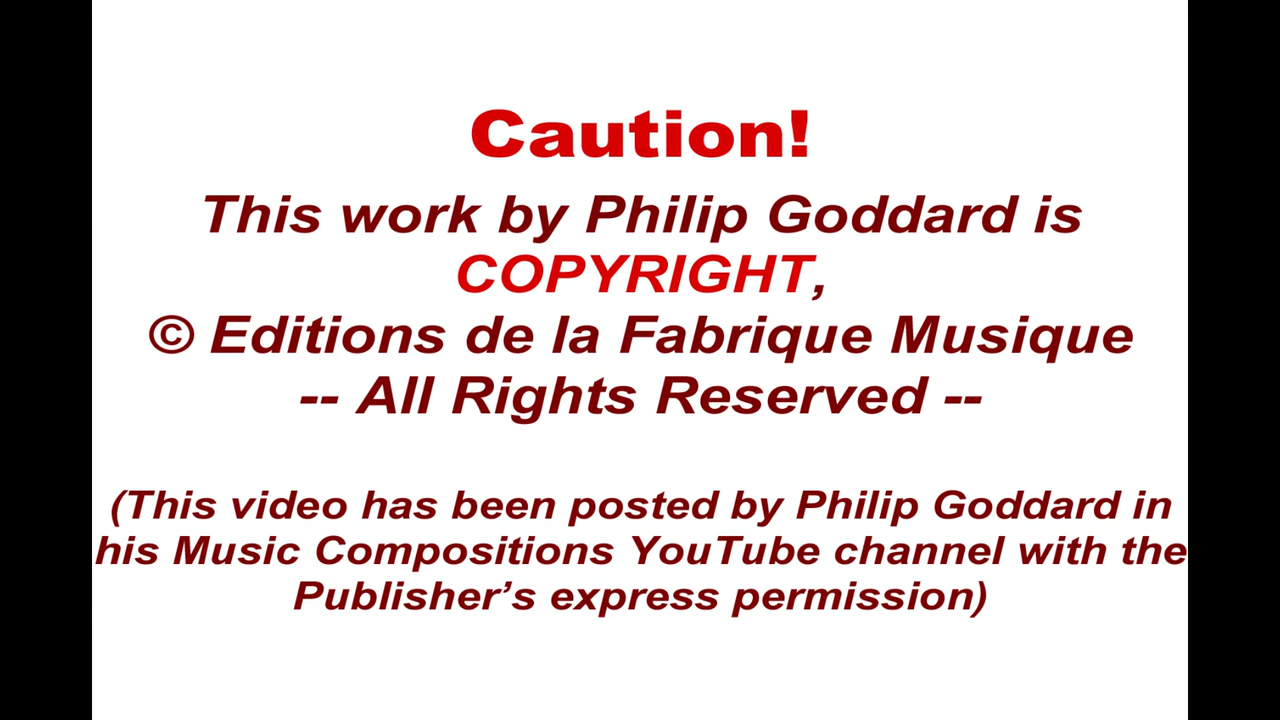 Caution!
This work by Philip Goddard is
COPYRIGHT,
© Editions de la Fabrique Musique
-- All Rights Reserved --
(This video has been posted by Philip Goddard in
his Music Compositions YouTube channel with the
Publisher’s express permission)